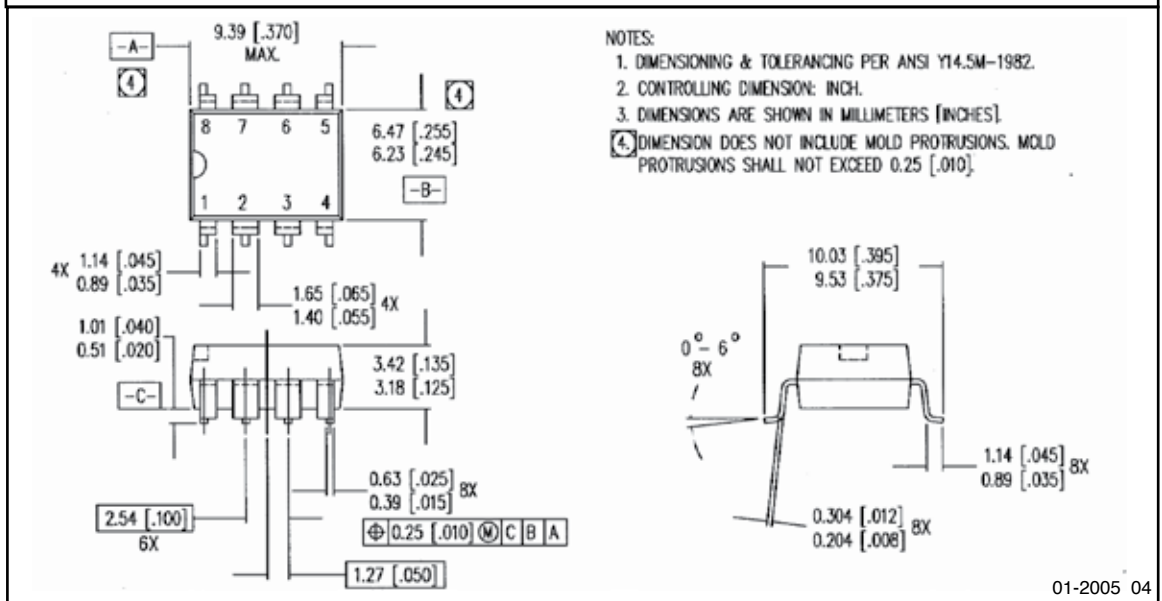 9.39 [.370]
MAX.
-A-
4
4
8 7 6 5
1 2 3 4
6.47 [.255]
6.23 [.245]
-B-
4X 1.14 [.045]
0.89 [.035]
1.65 [.065] 4X
1.40 [.055]
1.01 [.040]
0.51 [.020]
-C-
3.42 [.135]
3.18 [.125]
0.63 [.025] 8X
0.39 [.015]
⌖ 0.25 [.010] Ⓜ C B A
2.54 [.100]
6X
1.27 [.050]
NOTES:
1. DIMENSIONING & TOLERANCING PER ANSI Y14.5M-1982.
2. CONTROLLING DIMENSION: INCH.
3. DIMENSIONS ARE SHOWN IN MILLIMETERS [INCHES].
4. DIMENSION DOES NOT INCLUDE MOLD PROTRUSIONS. MOLD
PROTRUSIONS SHALL NOT EXCEED 0.25 [.010].
10.03 [.395]
9.53 [.375]
0° - 6°
8X
1.14 [.045] 8X
0.89 [.035]
0.304 [.012] 8X
0.204 [.008]
01-2005 04